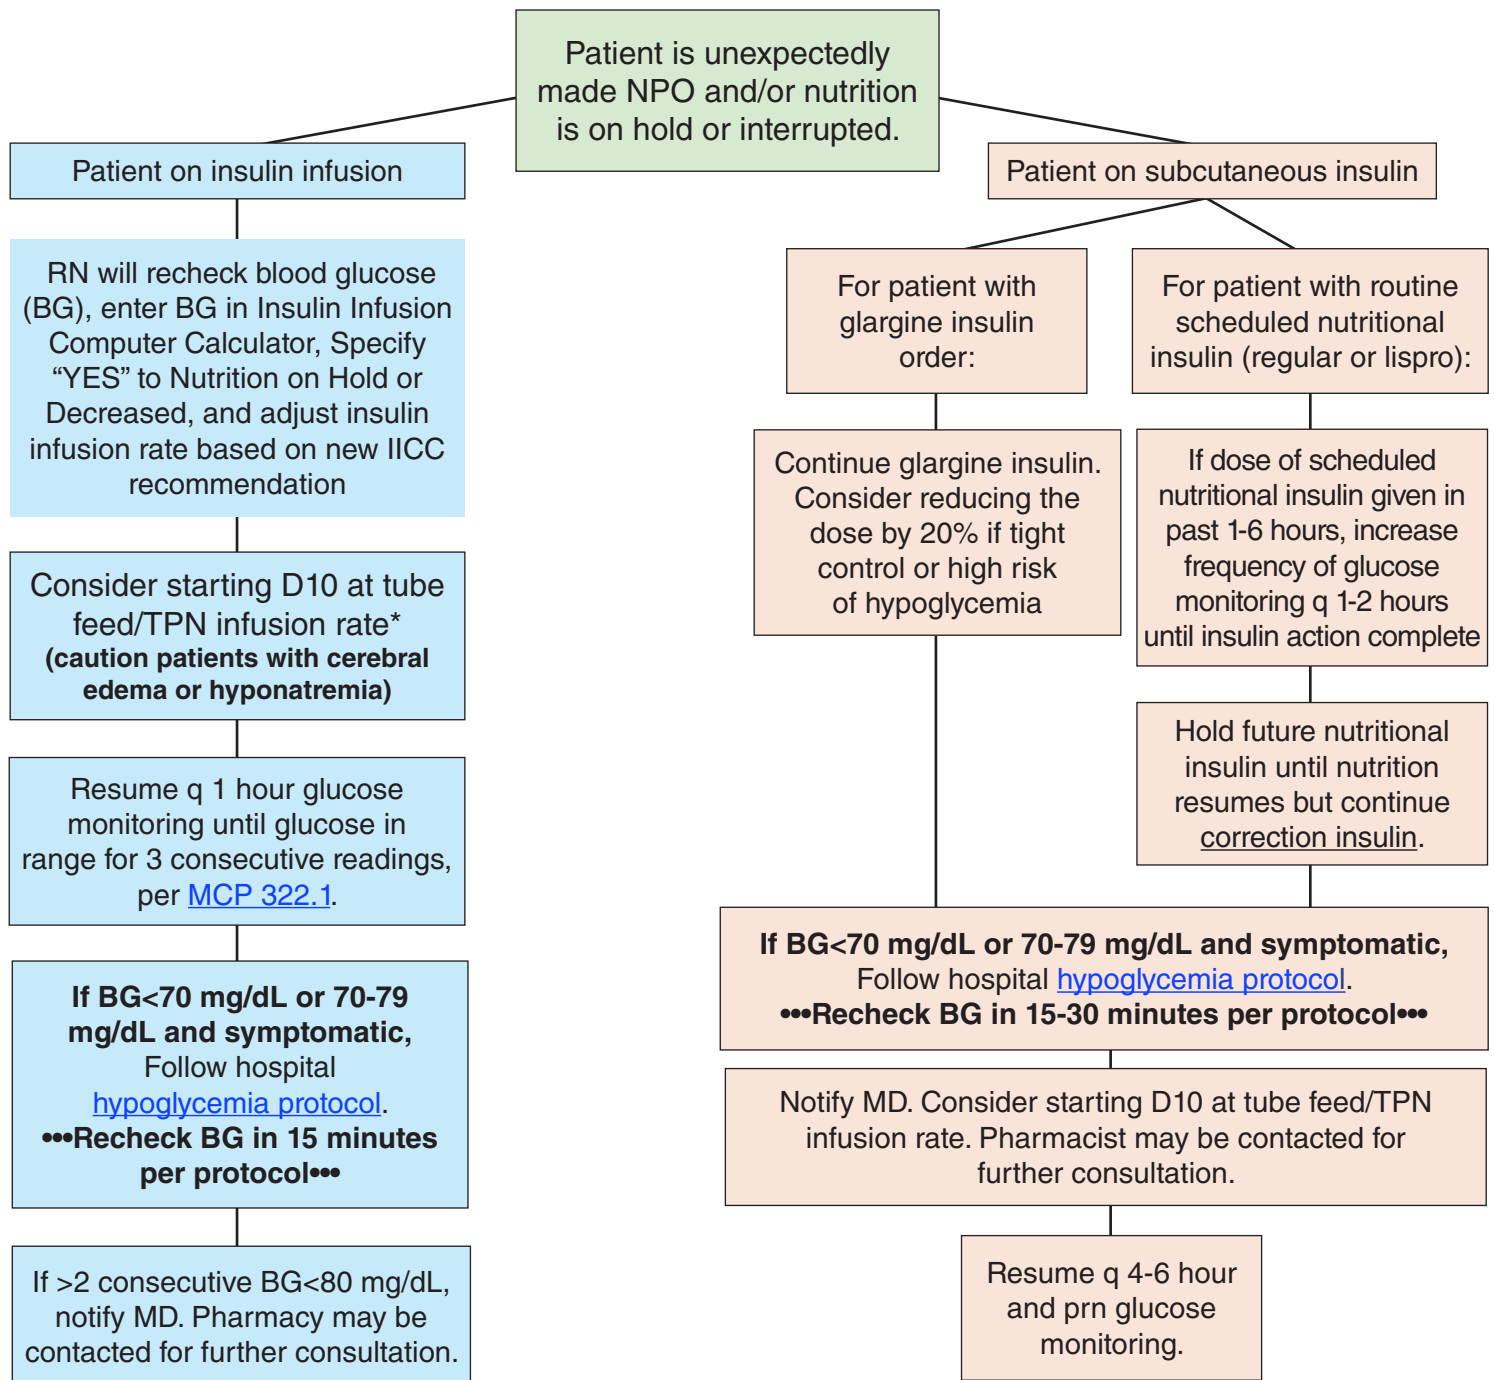 Patient is unexpectedly
made NPO and/or nutrition
is on hold or interrupted.
Patient on insulin infusion
RN will recheck blood glucose
(BG), enter BG in Insulin Infusion
Computer Calculator, Specify
“YES” to Nutrition on Hold or
Decreased, and adjust insulin
infusion rate based on new IICC
recommendation
Consider starting D10 at tube
feed/TPN infusion rate*
(caution patients with cerebral
edema or hyponatremia)
Resume q 1 hour glucose
monitoring until glucose in
range for 3 consecutive readings,
per MCP 322.1.
If BG<70 mg/dL or 70-79
mg/dL and symptomatic,
Follow hospital
hypoglycemia protocol.
•••Recheck BG in 15 minutes
per protocol•••
If >2 consecutive BG<80 mg/dL,
notify MD. Pharmacy may be
contacted for further consultation.
Patient on subcutaneous insulin
For patient with
glargine insulin
order:
Continue glargine insulin.
Consider reducing the
dose by 20% if tight
control or high risk
of hypoglycemia
For patient with routine
scheduled nutritional
insulin (regular or lispro):
If dose of scheduled
nutritional insulin given in
past 1-6 hours, increase
frequency of glucose
monitoring q 1-2 hours
until insulin action complete
Hold future nutritional
insulin until nutrition
resumes but continue
correction insulin.
If BG<70 mg/dL or 70-79 mg/dL and symptomatic,
Follow hospital hypoglycemia protocol.
•••Recheck BG in 15-30 minutes per protocol•••
Notify MD. Consider starting D10 at tube feed/TPN
infusion rate. Pharmacist may be contacted for
further consultation.
Resume q 4-6 hour
and prn glucose
monitoring.